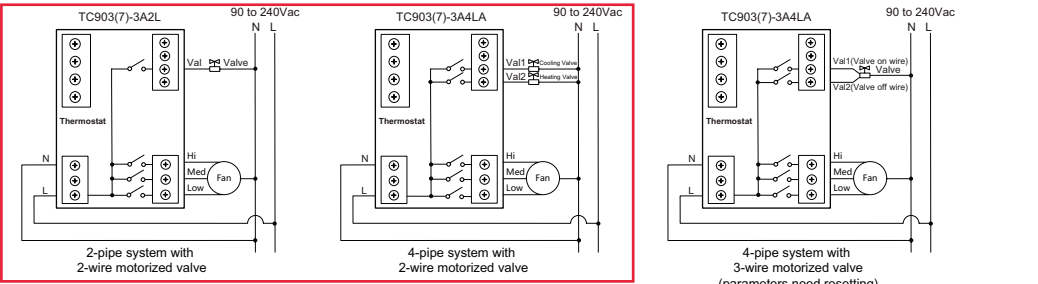 TC903(7)-3A2L
90 to 240Vac
N L
Val Valve
Thermostat
N
L
Hi
Med
Low
Fan
2-pipe system with
2-wire motorized valve
TC903(7)-3A4LA
90 to 240Vac
N L
Val1 Cooling Valve
Val2 Heating Valve
Thermostat
N
L
Hi
Med
Low
Fan
4-pipe system with
2-wire motorized valve
TC903(7)-3A4LA
90 to 240Vac
N L
Val1(Valve on wire)
Valve
Val2(Valve off wire)
Thermostat
N
L
Hi
Med
Low
Fan
4-pipe system with
3-wire motorized valve
(parameters need resetting)